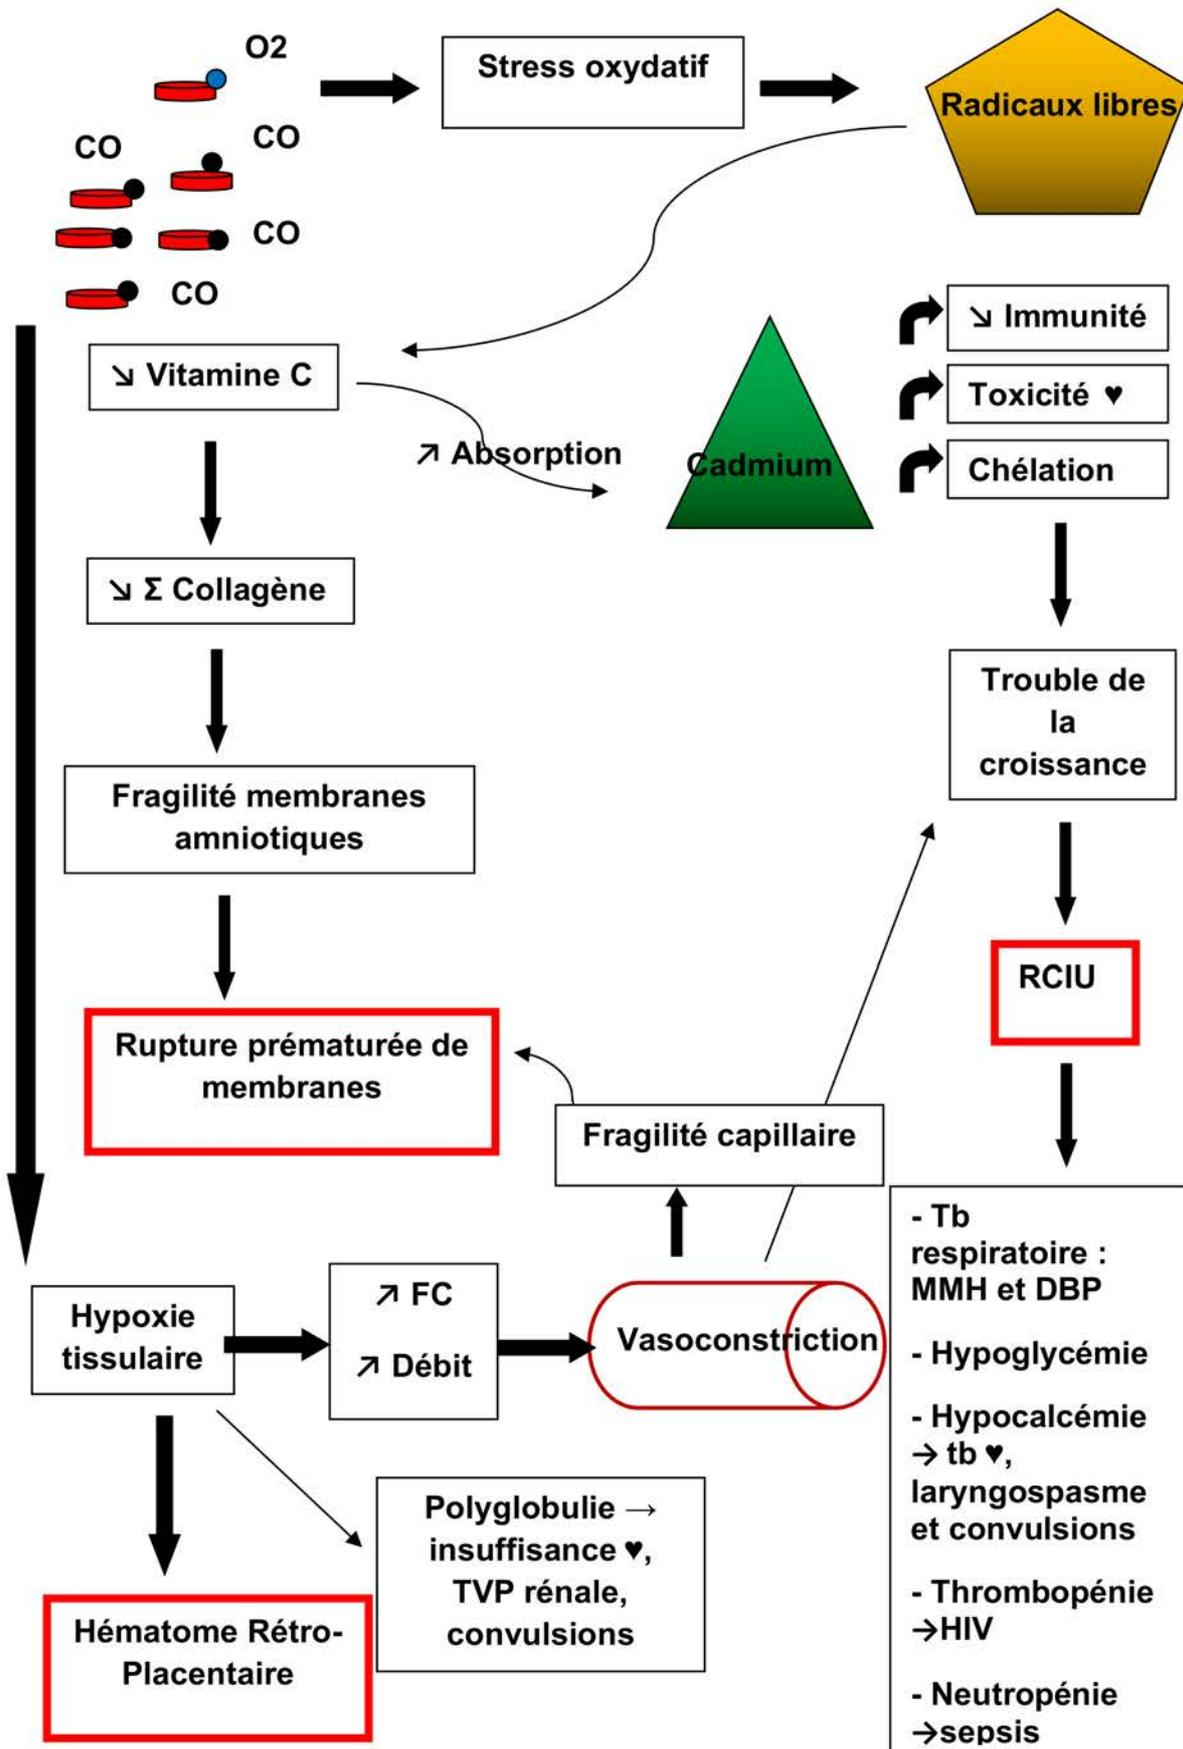 O2
Stress oxydatif
Radicaux libres
CO
CO
CO
CO
↘ Vitamine C
↗ Absorption
Cadmium
↘ Immunité
Toxicité ♥
Chélation
↘ Σ Collagène
Trouble de
la
croissance
Fragilité membranes
amniotiques
RCIU
Rupture prématurée de
membranes
Fragilité capillaire
Hypoxie
tissulaire
↗ FC
↗ Débit
Vasoconstriction
- Tb
respiratoire :
MMH et DBP
- Hypoglycémie
- Hypocalcémie
→ tb ♥,
laryngospasme
et convulsions
- Thrombopénie
→HIV
- Neutropénie
→sepsis
Polyglobulie →
insuffisance ♥,
TVP rénale,
convulsions
Hématome Rétro-
Placentaire